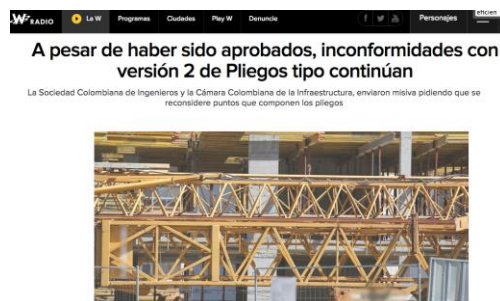 W RADIO
La W
Programas
Ciudades
Play W
Denuncie
Personajes
eficien
A pesar de haber sido aprobados, inconformidades con
versión 2 de Pliegos tipo continúan
La Sociedad Colombiana de Ingenieros y la Cámara Colombiana de la Infraestructura, enviaron misiva pidiendo que se
reconsidere puntos que componen los pliegos